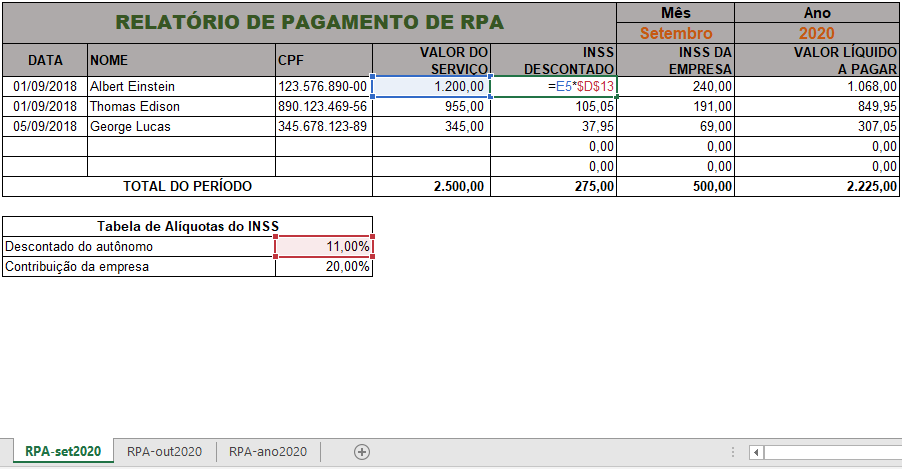 RELATÓRIO DE PAGAMENTO DE RPA Mês Ano
Setembro 2020
DATA NOME CPF VALOR DO SERVIÇO INSS DESCONTADO INSS DA EMPRESA VALOR LÍQUIDO A PAGAR
01/09/2018 Albert Einstein 123.576.890-00 1.200,00 =E5*$D$13 240,00 1.068,00
01/09/2018 Thomas Edison 890.123.469-56 955,00 105,05 191,00 849,95
05/09/2018 George Lucas 345.678.123-89 345,00 37,95 69,00 307,05
0,00 0,00 0,00
0,00 0,00 0,00
TOTAL DO PERÍODO 2.500,00 275,00 500,00 2.225,00
Tabela de Alíquotas do INSS
Descontado do autônomo 11,00%
Contribuição da empresa 20,00%
RPA-set2020 RPA-out2020 RPA-ano2020